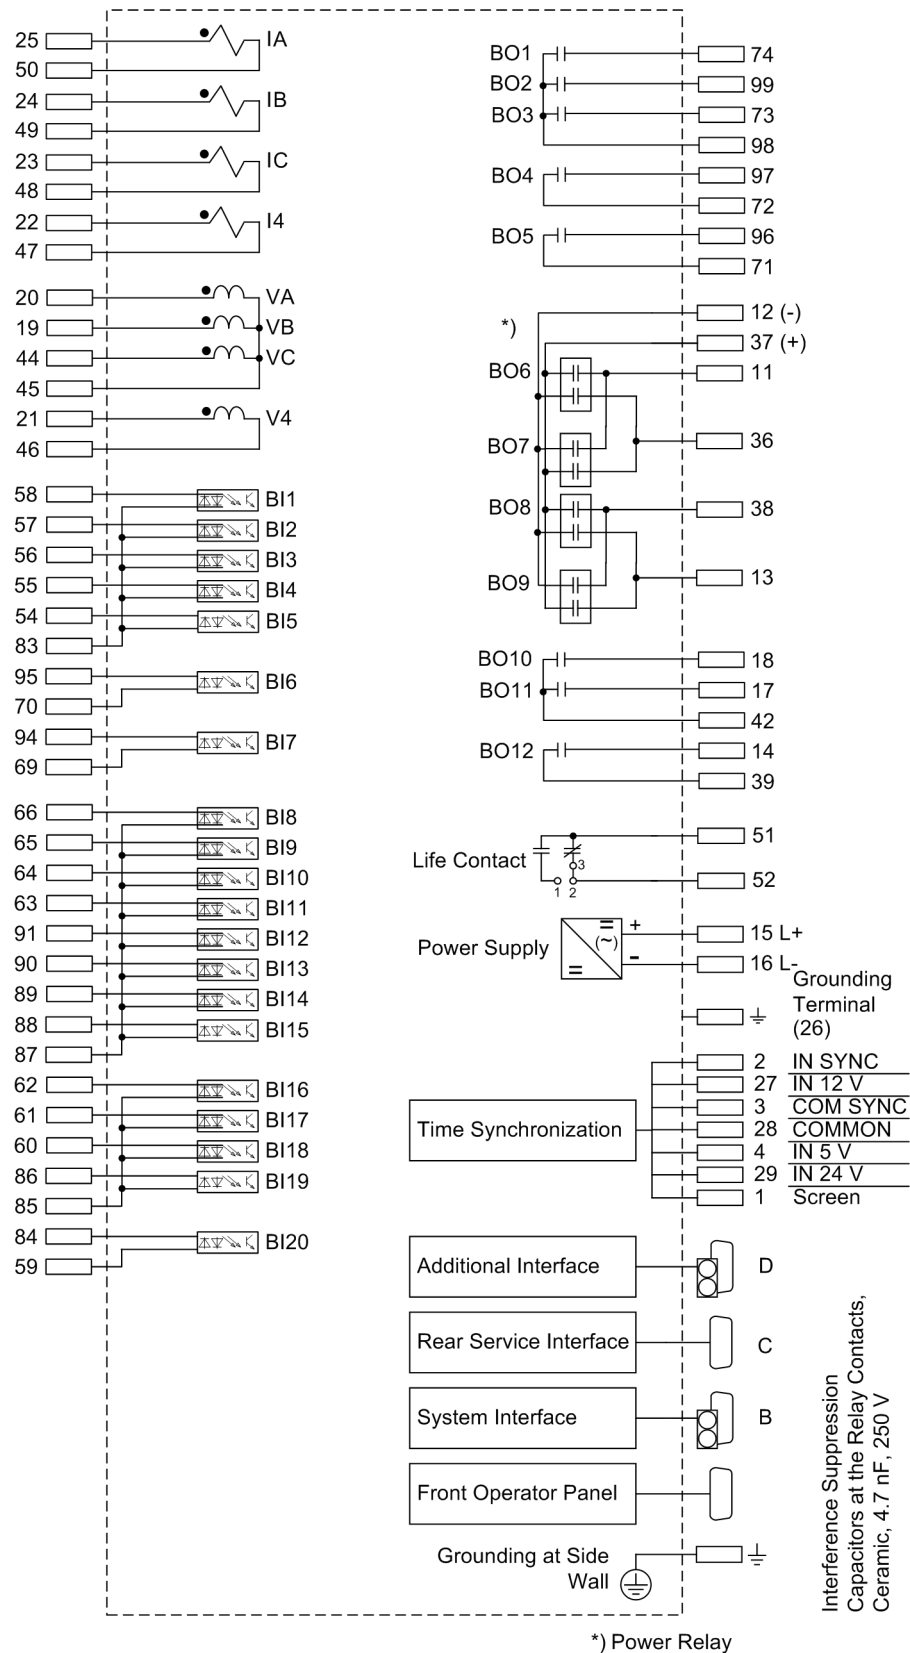 25 IA
50
24 IB
49
23 IC
48
22 I4
47
20 VA
19 VB
44 VC
45
21 V4
46
58 BI1
57 BI2
56 BI3
55 BI4
54 BI5
83
95 BI6
70
94 BI7
69
66 BI8
65 BI9
64 BI10
63 BI11
91 BI12
90 BI13
89 BI14
88 BI15
87
62 BI16
61 BI17
60 BI18
86 BI19
85
84 BI20
59
BO1 74
BO2 99
BO3 73
98
BO4 97
72
BO5 96
71
12 (-)
*)
37 (+)
BO6 11
36
BO7
BO8 38
13
BO9
BO10 18
BO11 17
42
BO12 14
39
51
Life Contact
3
1 2
52
Power Supply
= (~) =
+ 15 L+
- 16 L-
Grounding
Terminal
(26)
2 IN SYNC
27 IN 12 V
3 COM SYNC
Time Synchronization 28 COMMON
4 IN 5 V
29 IN 24 V
1 Screen
Additional Interface D
Rear Service Interface C
System Interface B
Front Operator Panel
Grounding at Side
Wall
Interference Suppression
Capacitors at the Relay Contacts,
Ceramic, 4.7 nF, 250 V
*) Power Relay